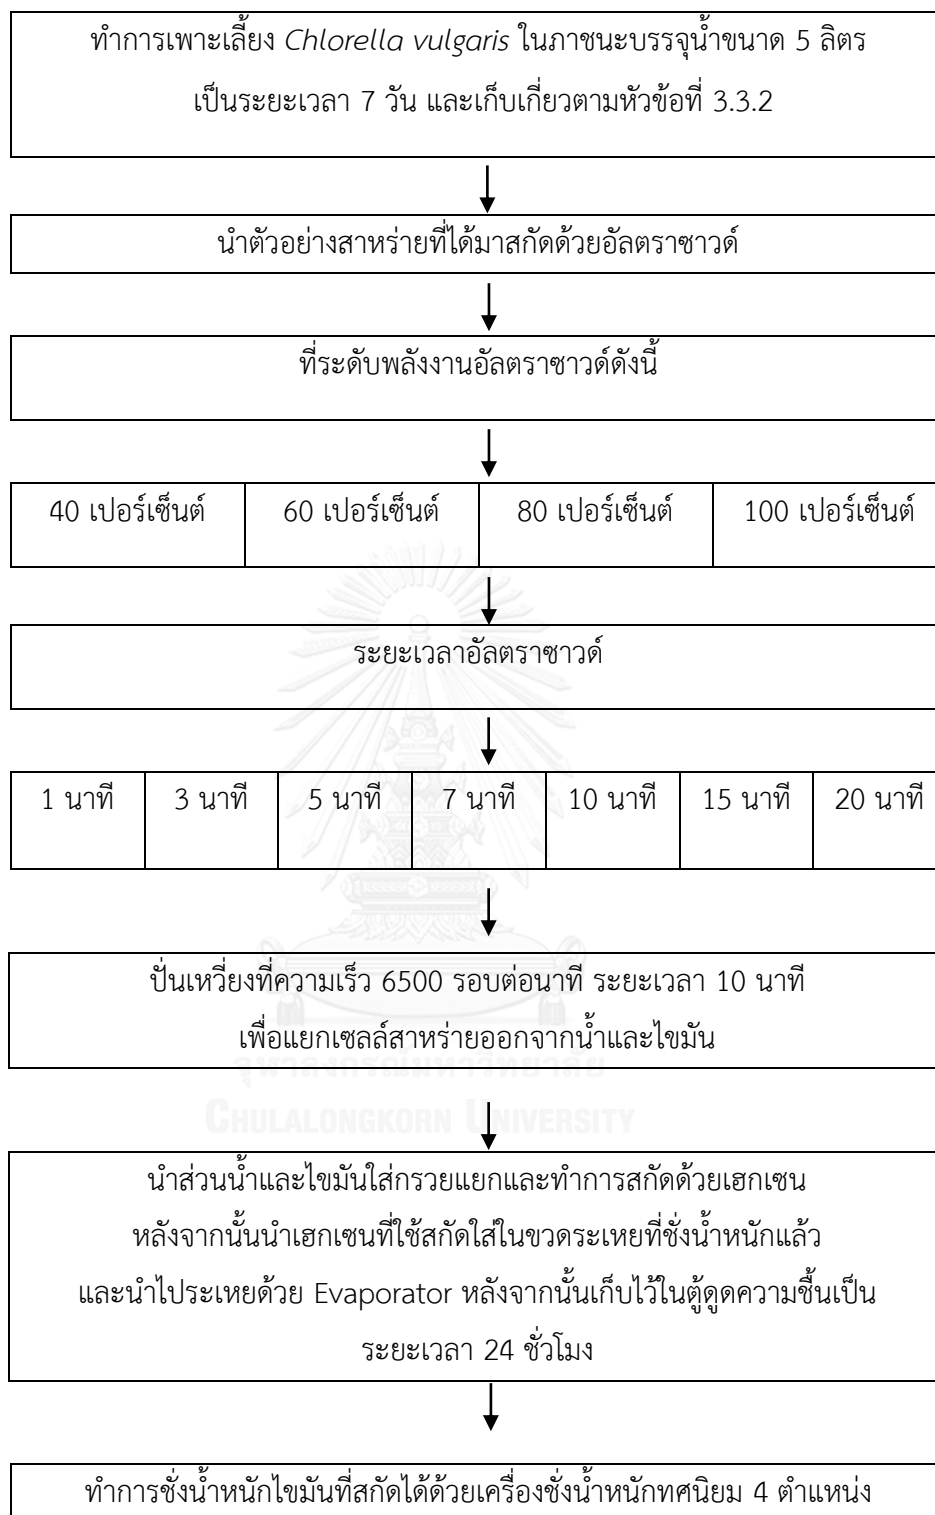 ทำการเพาะเลี้ยง Chlorella vulgaris ในภาชนะบรรจุน้ำขนาด 5 ลิตร
เป็นระยะเวลา 7 วัน และเก็บเกี่ยวตามหัวข้อที่ 3.3.2
นำตัวอย่างสาหร่ายที่ได้มาสกัดด้วยอัลตราซาวด์
ที่ระดับพลังงานอัลตราซาวด์ดังนี้
40 เปอร์เซ็นต์ 60 เปอร์เซ็นต์ 80 เปอร์เซ็นต์ 100 เปอร์เซ็นต์
ระยะเวลาอัลตราซาวด์
1 นาที 3 นาที 5 นาที 7 นาที 10 นาที 15 นาที 20 นาที
ปั่นเหวี่ยงที่ความเร็ว 6500 รอบต่อนาที ระยะเวลา 10 นาที
เพื่อแยกเซลล์สาหร่ายออกจากน้ำและไขมัน
จุฬาลงกรณ์มหาวิทยาลัย
CHULALONGKORN UNIVERSITY
นำส่วนน้ำและไขมันใส่กรวยแยกและทำการสกัดด้วยเฮกเซน
หลังจากนั้นนำเฮกเซนที่ใช้สกัดใส่ในขวดระเหยที่ชั่งน้ำหนักแล้ว
และนำไประเหยด้วย Evaporator หลังจากนั้นเก็บไว้ในตู้ดูดความชื้นเป็น
ระยะเวลา 24 ชั่วโมง
ทำการชั่งน้ำหนักไขมันที่สกัดได้ด้วยเครื่องชั่งน้ำหนักทศนิยม 4 ตำแหน่ง